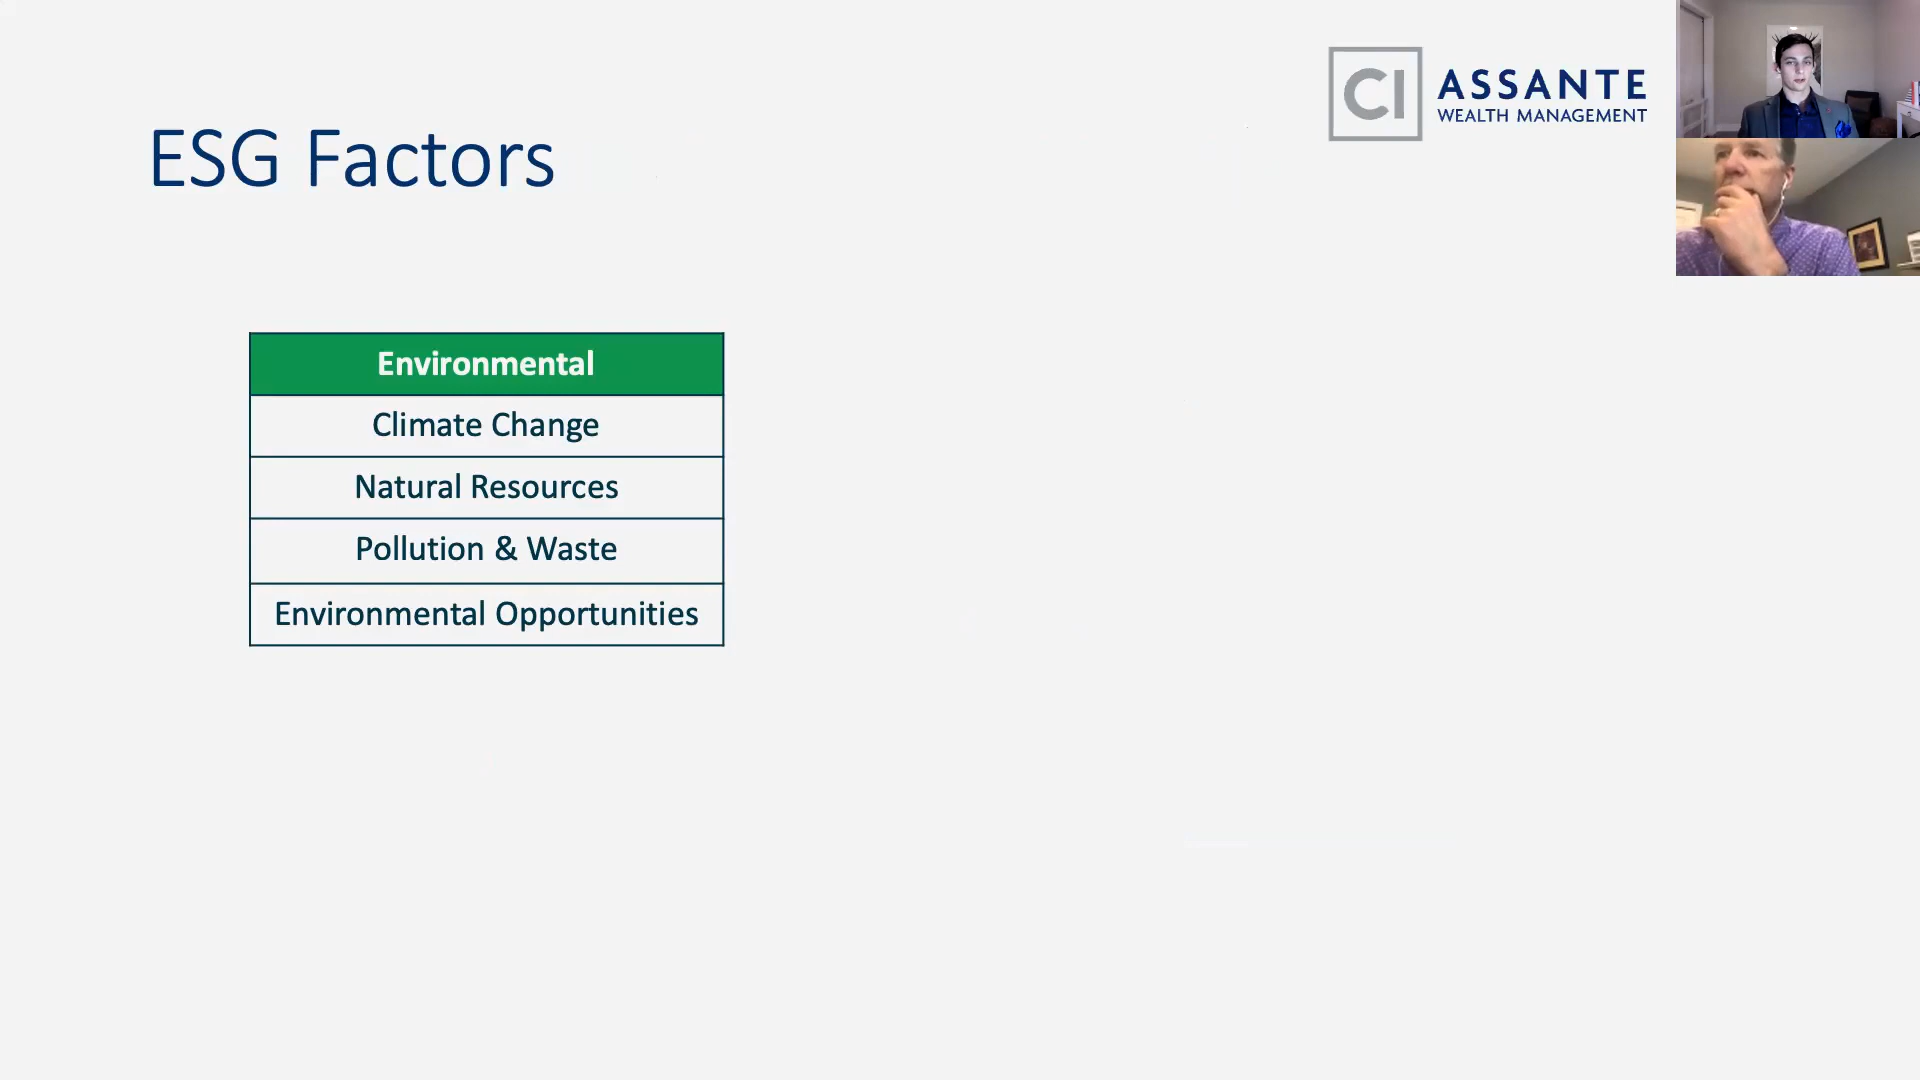 ESG Factors
CI ASSANTE
WEALTH MANAGEMENT
Environmental
Climate Change
Natural Resources
Pollution & Waste
Environmental Opportunities